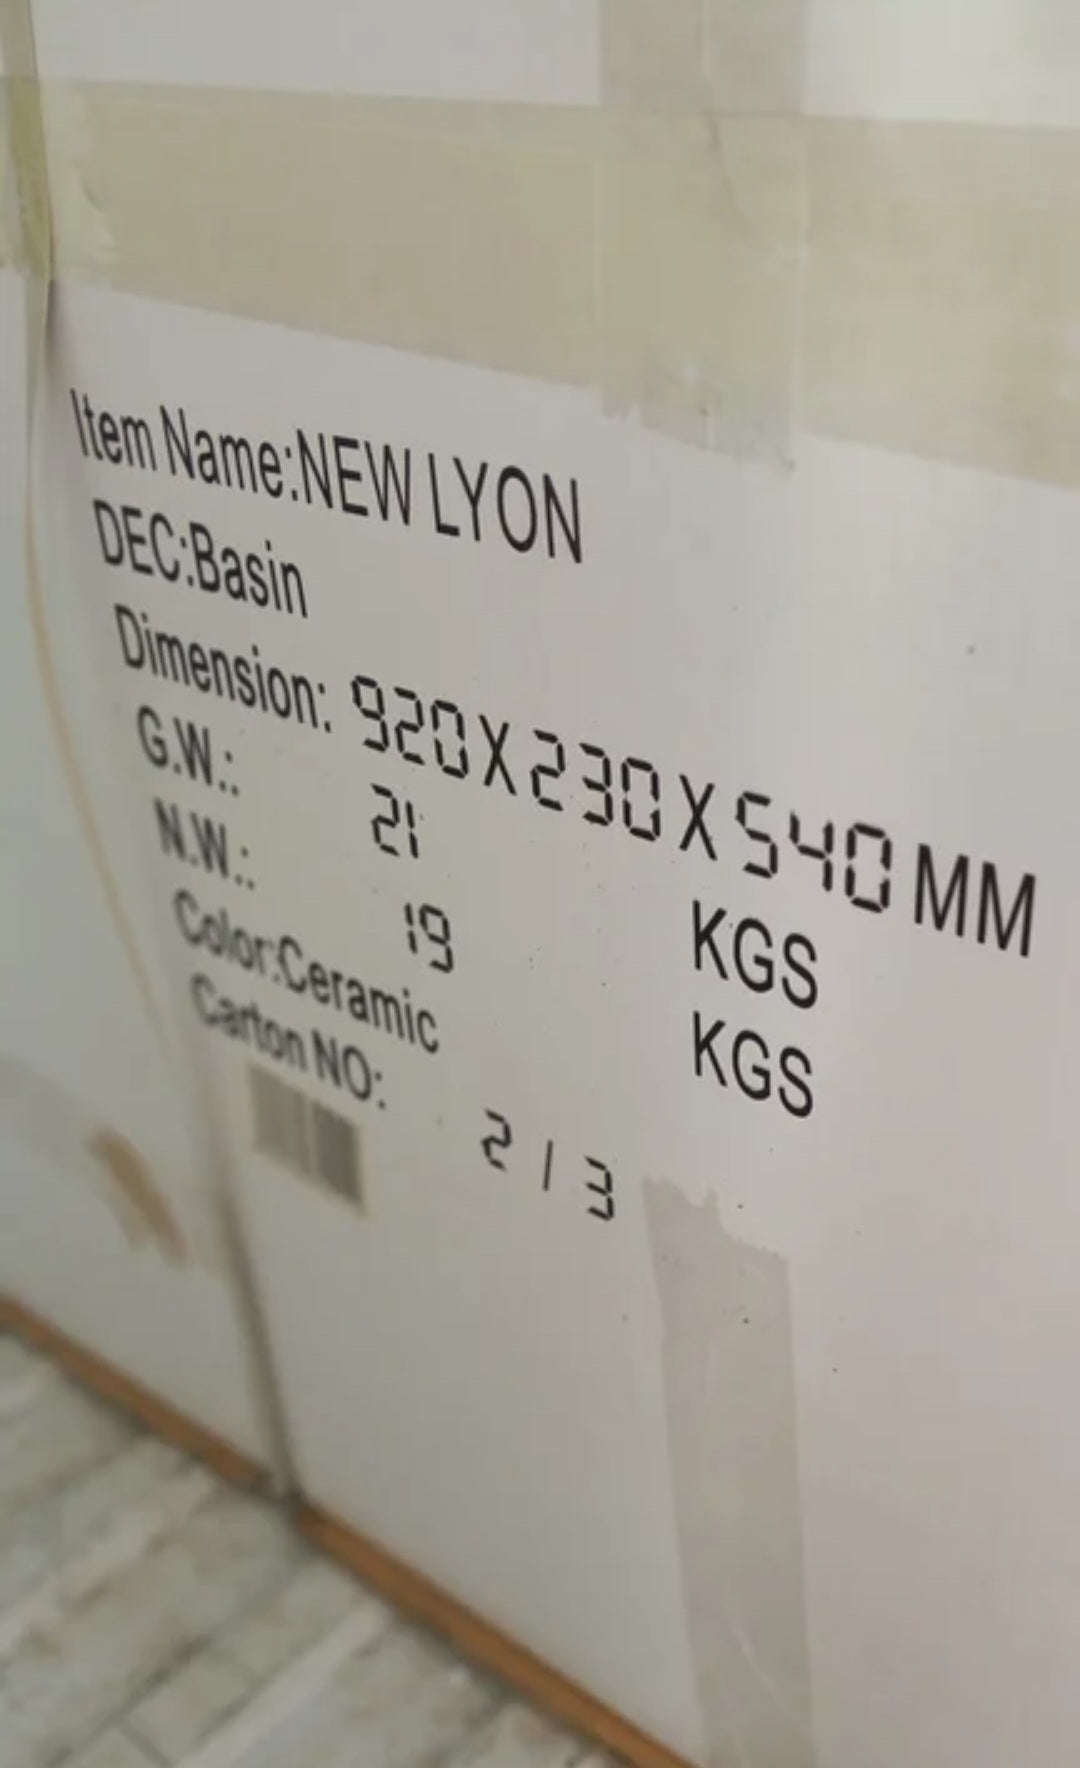 Item Name:NEW LYON
DEC:Basin
Dimension: 920X230X540MM
G.W.: 21 KGS
N.W.: 19 KGS
Color:Ceramic
Carton NO: 2 / 3